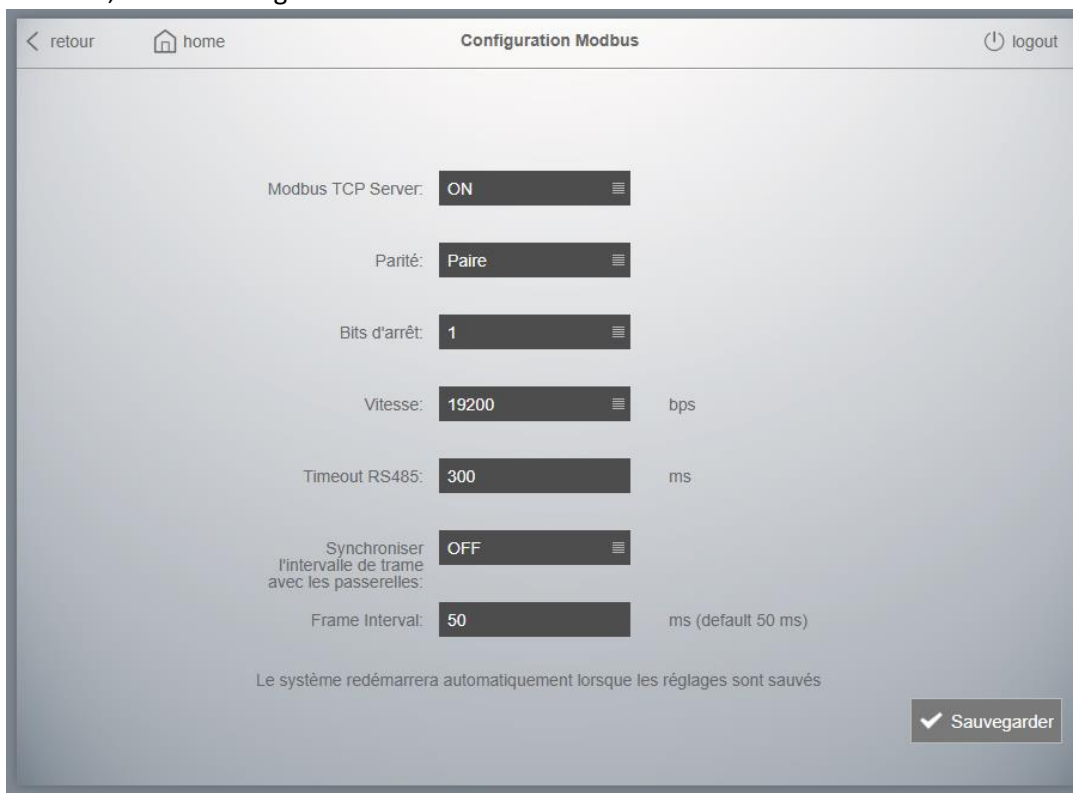 retour home Configuration Modbus logout
Modbus TCP Server: ON
Parité: Paire
Bits d'arrêt: 1
Vitesse: 19200 bps
Timeout RS485: 300 ms
Synchroniser OFF
l'intervalle de trame
avec les passerelles:
Frame Interval: 50 ms (default 50 ms)
Le système redémarrera automatiquement lorsque les réglages sont sauvés
Sauvegarder